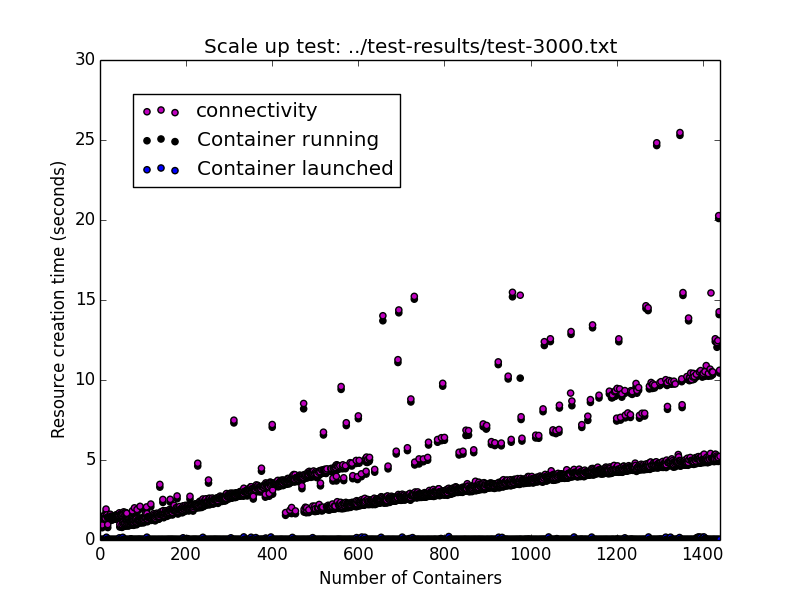 Scale up test: ../test-results/test-3000.txt
30
25
20
15
10
5
0
connectivity
Container running
Container launched
Resource creation time (seconds)
0 200 400 600 800 1000 1200 1400
Number of Containers